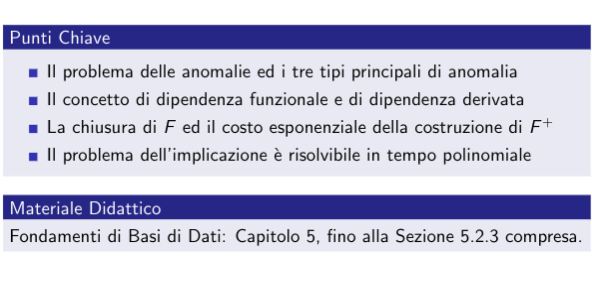 Punti Chiave
Il problema delle anomalie ed i tre tipi principali di anomalia
Il concetto di dipendenza funzionale e di dipendenza derivata
La chiusura di F ed il costo esponenziale della costruzione di F⁺
Il problema dell'implicazione è risolvibile in tempo polinomiale
Materiale Didattico
Fondamenti di Basi di Dati: Capitolo 5, fino alla Sezione 5.2.3 compresa.